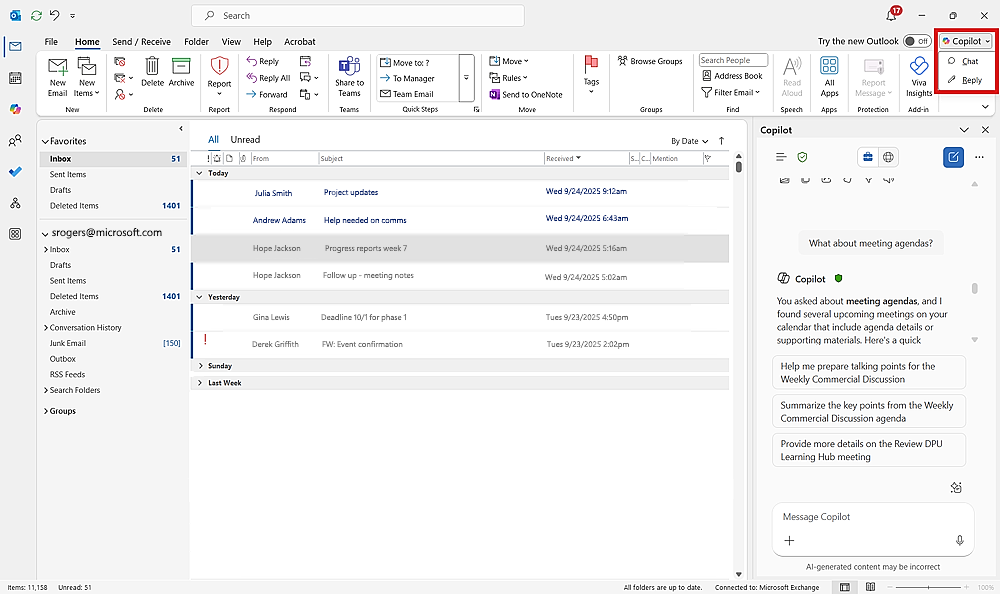 Search
17
File Home Send / Receive Folder View Help Acrobat
Try the new Outlook Off Copilot
Chat
Reply
New Email
New Items
New
Delete
Archive
Delete
Report
Report
Reply
Reply All
Forward
Respond
Share to Teams
Teams
Move to: ?
To Manager
Team Email
Quick Steps
Move
Rules
Send to OneNote
Move
Tags
Browse Groups
Groups
Search People
Address Book
Filter Email
Find
Read Aloud
Speech
All Apps
Apps
Report Message
Protection
Viva Insights
Add-in
Favorites
Inbox 51
Sent Items
Drafts
Deleted Items 1401
srogers@microsoft.com
Inbox 51
Drafts
Sent Items
Deleted Items 1401
Archive
Conversation History
Junk Email [150]
Outbox
RSS Feeds
Search Folders
Groups
All Unread
By Date
From Subject Received S... C... Mention
Today
Julia Smith Project updates Wed 9/24/2025 9:12am
Andrew Adams Help needed on comms Wed 9/24/2025 6:43am
Hope Jackson Progress reports week 7 Wed 9/24/2025 5:16am
Hope Jackson Follow up - meeting notes Wed 9/24/2025 5:02am
Yesterday
Gina Lewis Deadline 10/1 for phase 1 Tues 9/23/2025 4:50pm
Derek Griffith FW: Event confirmation Tues 9/23/2025 2:02pm
Sunday
Last Week
Copilot
What about meeting agendas?
Copilot
You asked about meeting agendas, and I
found several upcoming meetings on your
calendar that include agenda details or
supporting materials. Here's a quick
Help me prepare talking points for the
Weekly Commercial Discussion
Summarize the key points from the Weekly
Commercial Discussion agenda
Provide more details on the Review DPU
Learning Hub meeting
Message Copilot
AI-generated content may be incorrect
Items: 11,158 Unread: 51
All folders are up to date. Connected to: Microsoft Exchange
100%